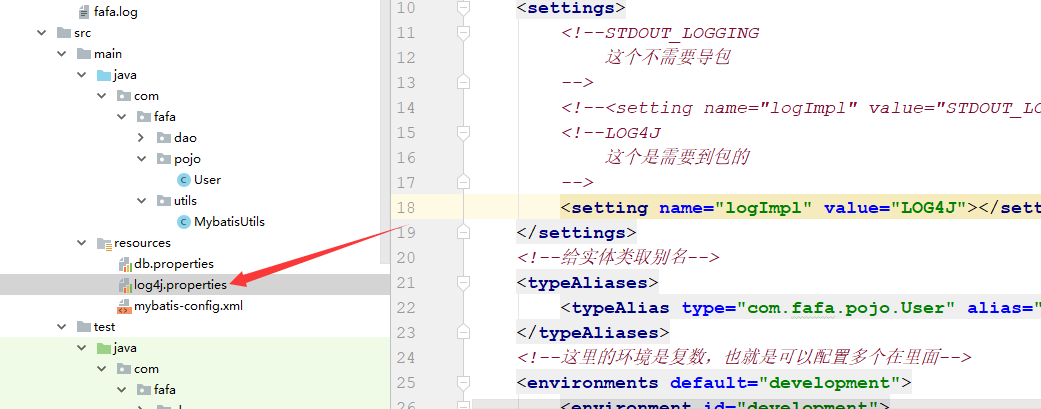 fafa.log
src
main
java
com
fafa
dao
pojo
User
utils
MybatisUtils
resources
db.properties
log4j.properties
mybatis-config.xml
test
java
com
fafa
10 <settings>
11 <!--STDOUT_LOGGING
12 这个不需要导包
13 -->
14 <!--<setting name="logImpl" value="STDOUT_LO
15 <!--LOG4J
16 这个是需要到包的
17 -->
18 <setting name="logImpl" value="LOG4J"></sett
19 </settings>
20 <!--给实体类取别名-->
21 <typeAliases>
22 <typeAlias type="com.fafa.pojo.User" alias="
23 </typeAliases>
24 <!--这里的环境是复数，也就是可以配置多个在里面-->
25 <environments default="development">
26 <environment id="development">